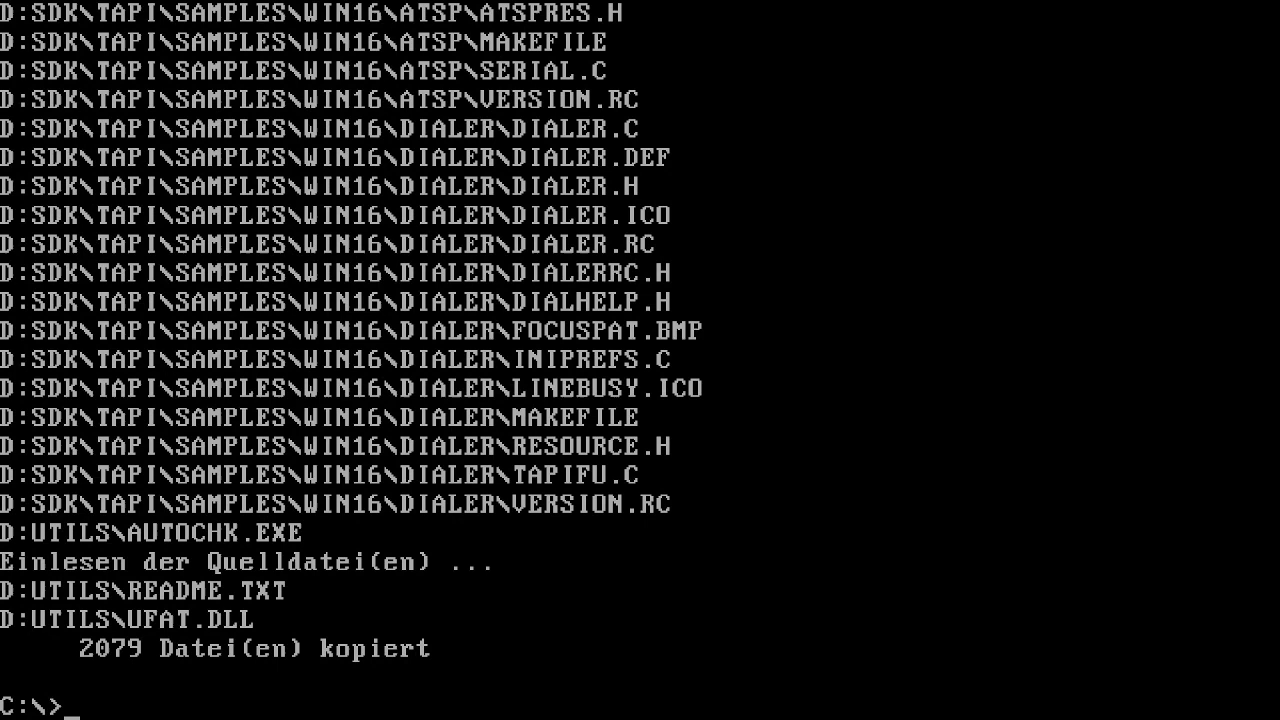 D:SDK\TAPI\SAMPLES\WIN16\ATSP\ATSPRES.H
D:SDK\TAPI\SAMPLES\WIN16\ATSP\MAKEFILE
D:SDK\TAPI\SAMPLES\WIN16\ATSP\SERIAL.C
D:SDK\TAPI\SAMPLES\WIN16\ATSP\VERSION.RC
D:SDK\TAPI\SAMPLES\WIN16\DIALER\DIALER.C
D:SDK\TAPI\SAMPLES\WIN16\DIALER\DIALER.DEF
D:SDK\TAPI\SAMPLES\WIN16\DIALER\DIALER.H
D:SDK\TAPI\SAMPLES\WIN16\DIALER\DIALER.ICO
D:SDK\TAPI\SAMPLES\WIN16\DIALER\DIALER.RC
D:SDK\TAPI\SAMPLES\WIN16\DIALER\DIALERRC.H
D:SDK\TAPI\SAMPLES\WIN16\DIALER\DIALHELP.H
D:SDK\TAPI\SAMPLES\WIN16\DIALER\FOCUSPAT.BMP
D:SDK\TAPI\SAMPLES\WIN16\DIALER\INIPREFS.C
D:SDK\TAPI\SAMPLES\WIN16\DIALER\LINEBUSY.ICO
D:SDK\TAPI\SAMPLES\WIN16\DIALER\MAKEFILE
D:SDK\TAPI\SAMPLES\WIN16\DIALER\RESOURCE.H
D:SDK\TAPI\SAMPLES\WIN16\DIALER\TAPIFU.C
D:SDK\TAPI\SAMPLES\WIN16\DIALER\VERSION.RC
D:UTILS\AUTOCHK.EXE
Einlesen der Quelldatei(en) ...
D:UTILS\README.TXT
D:UTILS\UFAT.DLL
     2079 Datei(en) kopiert
C:\>_